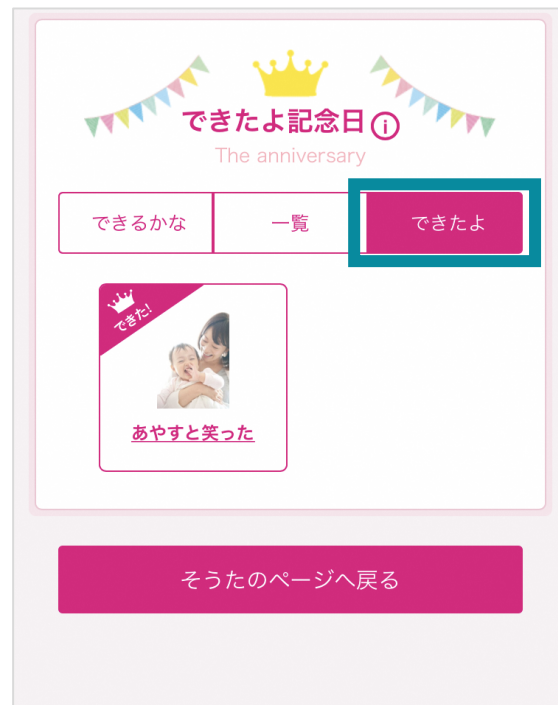 できたよ記念日
The anniversary
できるかな
一覧
できたよ
できた!
あやすと笑った
そうたのページへ戻る